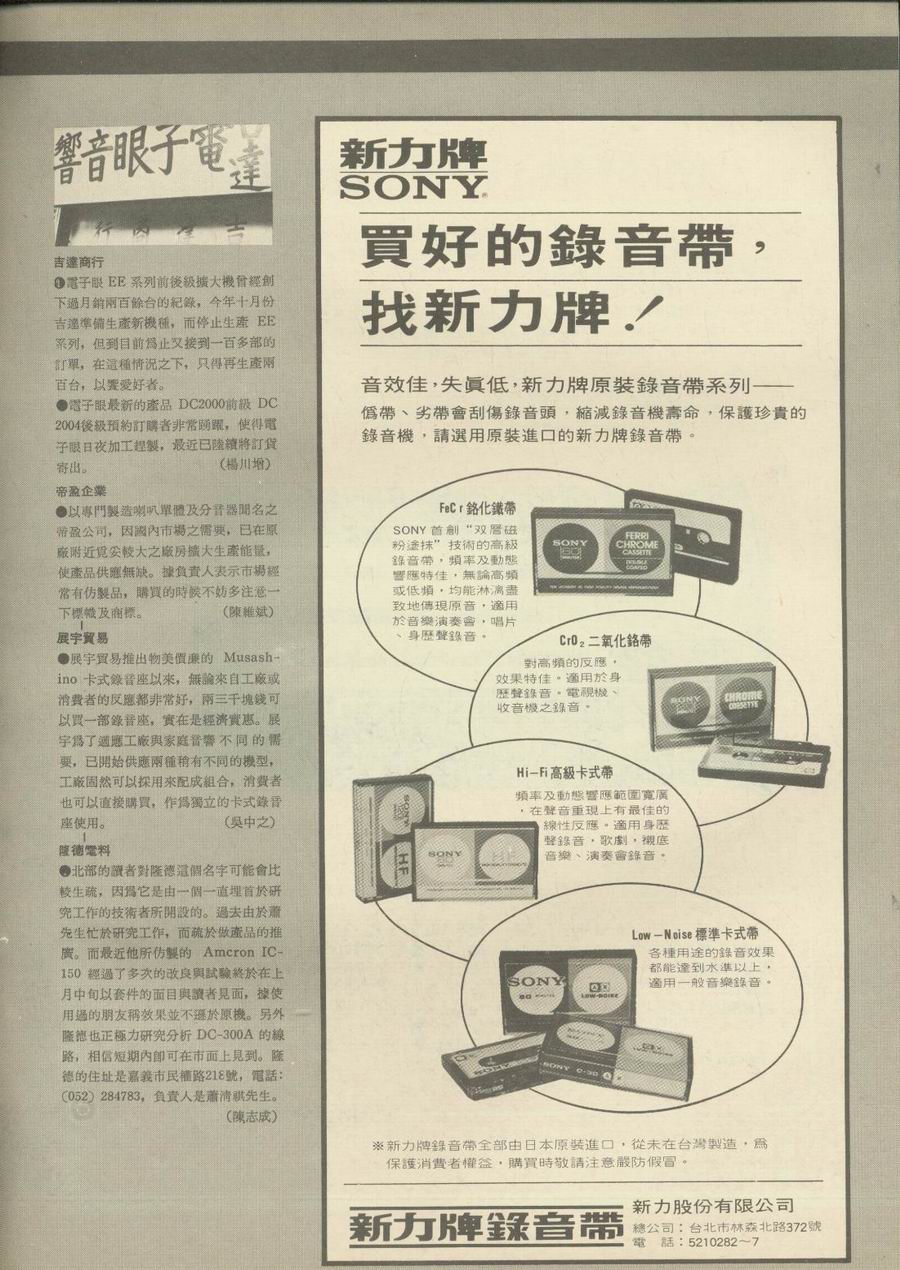 響音眼子電
吉達
吉達商行
❶電子眼 EE 系列前後級擴大機曾經創
下過月銷兩百餘台的紀錄，今年十月份
吉達準備生產新機種，而停止生產 EE
系列，但到目前為止又接到一百多部的
訂單，在這種情況之下，只得再生產兩
百台，以饗愛好者。
●電子眼最新的產品 DC2000前級 DC
2004後級預約訂購者非常踴躍，使得電
子眼日夜加工趕製，最近已陸續將訂貨
寄出。 （楊川增）
帝盈企業
●以專門製造喇叭單體及分音器聞名之
帝盈公司，因國內市場之需要，已在原
廠附近覓妥較大之廠房擴大生產能量，
使產品供應無缺。據負責人表示市場經
常有仿製品，購買的時候不妨多注意一
下標幟及商標。 （陳維斌）
展宇貿易
●展宇貿易推出物美價廉的 Musash-
ino 卡式錄音座以來，無論來自工廠或
消費者的反應都非常好，兩三千塊錢可
以買一部錄音座，實在是經濟實惠。展
宇為了適應工廠與家庭音響不同的需
要，已開始供應兩種稍有不同的機型，
工廠固然可以採用來配成組合，消費者
也可以直接購買，作為獨立的卡式錄音
座使用。 （吳中之）
隆德電料
●北部的讀者對隆德這個名字可能會比
較生疏，因為它是由一個一直埋首於研
究工作的技術者所開設的。過去由於蕭
先生忙於研究工作，而疏於做產品的推
廣。而最近他所仿製的 Amcron IC-
150 經過了多次的改良與試驗終於在上
月中旬以套件的面目與讀者見面，據使
用過的朋友稱效果並不遜於原機。另外
隆德也正極力研究分析 DC-300A 的線
路，相信短期內卽可在市面上見到。隆
德的住址是嘉義市民權路218號，電話：
（052）284783，負責人是蕭淸祺先生。
（陳志成）
新力牌
SONY
買好的錄音帶，
找新力牌！
音效佳，失眞低，新力牌原裝錄音帶系列——
僞帶、劣帶會刮傷錄音頭，縮減錄音機壽命，保護珍貴的
錄音機，請選用原裝進口的新力牌錄音帶。
FeCr 鉻化鐵帶
SONY 首創“双層磁
粉塗抹”技術的高級
錄音帶，頻率及動態
響應特佳，無論高頻
或低頻，均能淋漓盡
致地傳現原音，適用
於音樂演奏會，唱片
、身歷聲錄音。
SONY
FERRI
CHROME
CASSETTE
DOUBLE
COATED
CrO₂ 二氧化鉻帶
對高頻的反應，
效果特佳。適用於身
歷聲錄音。電視機、
收音機之錄音。
SONY
CHROME
CASSETTE
Hi-Fi 高級卡式帶
頻率及動態響應範圍寬廣
，在聲音重現上有最佳的
線性反應。適用身歷
聲錄音，歌劇，襯底
音樂、演奏會錄音。
SONY
HF
SONY
HF
Low-Noise 標準卡式帶
各種用途的錄音效果
都能達到水準以上，
適用一般音樂錄音。
SONY
60 MINUTES
LOW-NOISE
SONY
SONY C-30
SONY
※新力牌錄音帶全部由日本原裝進口，從未在台灣製造，爲
保護消費者權益，購買時敬請注意嚴防假冒。
新力牌錄音帶
新力股份有限公司
總公司：台北市林森北路372號
電　話：5210282～7